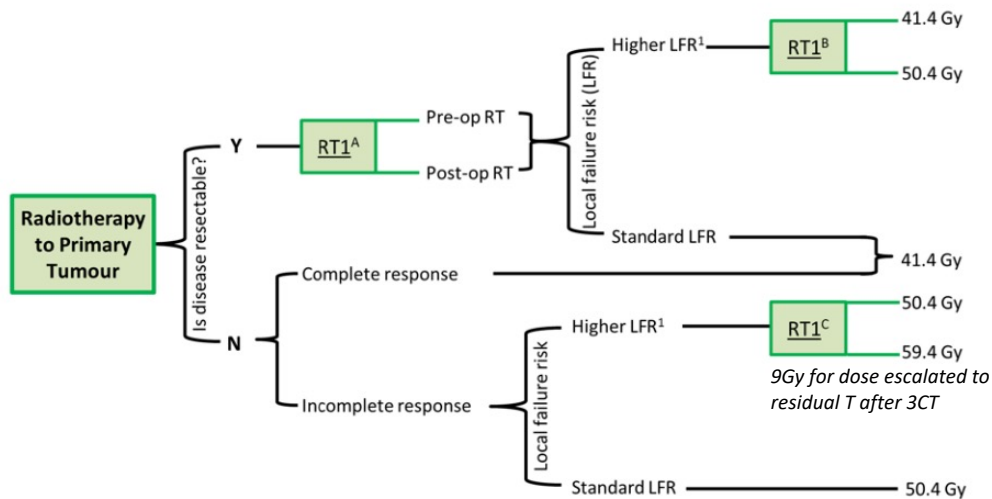 Radiotherapy
to Primary
Tumour
Is disease resectable?
Y
RT1ᴬ
Pre-op RT
Post-op RT
Local failure risk (LFR)
Higher LFR¹
RT1ᴮ
41.4 Gy
50.4 Gy
Standard LFR
41.4 Gy
N
Complete response
Incomplete response
Local failure risk
Higher LFR¹
RT1ᶜ
50.4 Gy
59.4 Gy
9Gy for dose escalated to
residual T after 3CT
Standard LFR
50.4 Gy